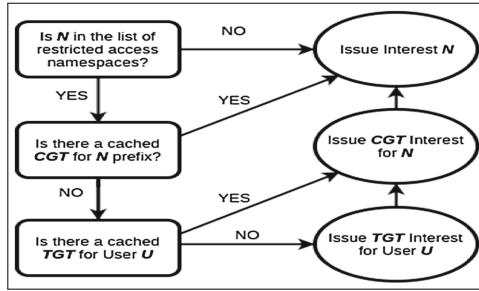 Is N in the list of
restricted access
namespaces?
NO
Issue Interest N
YES
YES
Is there a cached
CGT for N prefix?
Issue CGT Interest
for N
NO
YES
Is there a cached
TGT for User U
NO
Issue TGT Interest
for User U